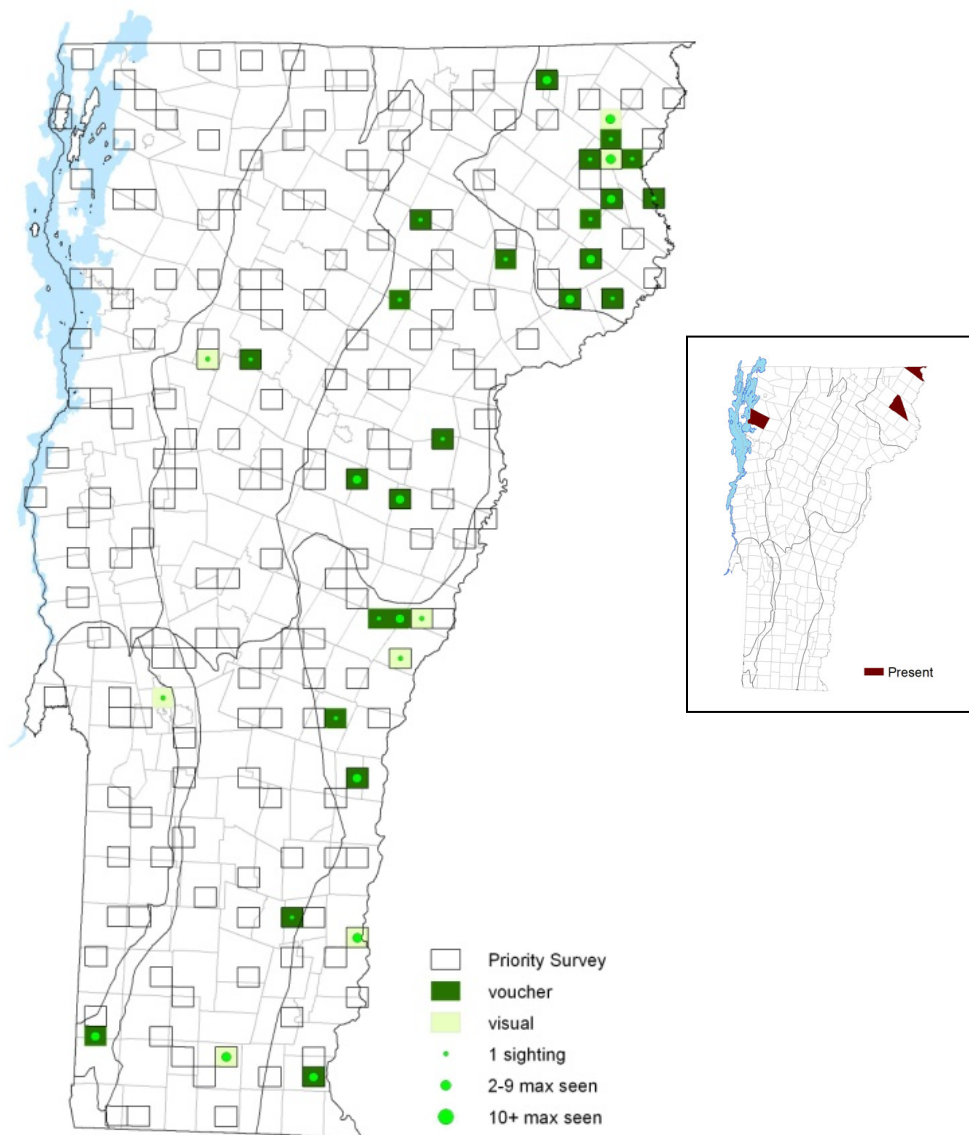 Present
Priority Survey
voucher
visual
1 sighting
2-9 max seen
10+ max seen